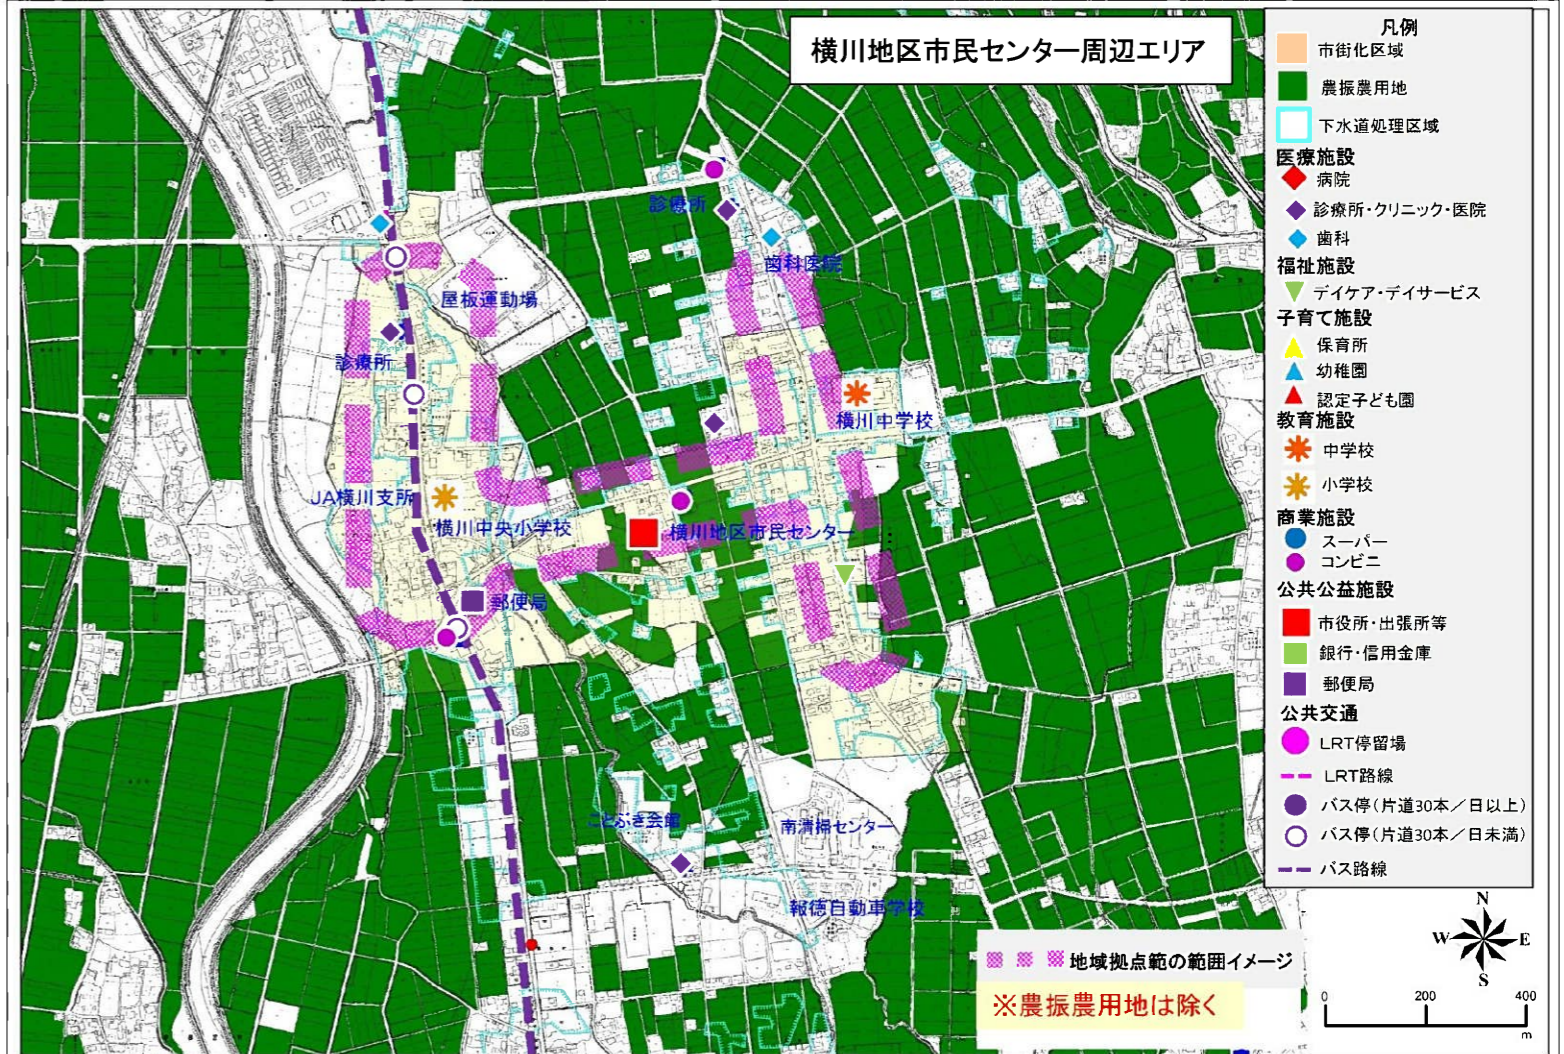 横川地区市民センター周辺エリア
凡例
市街化区域
農振農用地
下水道処理区域
医療施設
病院
診療所・クリニック・医院
歯科
福祉施設
デイケア・デイサービス
子育て施設
保育所
幼稚園
認定子ども園
教育施設
中学校
小学校
商業施設
スーパー
コンビニ
公共公益施設
市役所・出張所等
銀行・信用金庫
郵便局
公共交通
LRT停留場
LRT路線
バス停(片道30本/日以上)
バス停(片道30本/日未満)
バス路線
診療所
歯科医院
屋板運動場
診療所
横川中学校
JA横川支所
横川中央小学校
横川地区市民センター
郵便局
ことぶき会館
南清掃センター
報徳自動車学校
地域拠点範の範囲イメージ
※農振農用地は除く
N
W
E
S
0 200 400
m